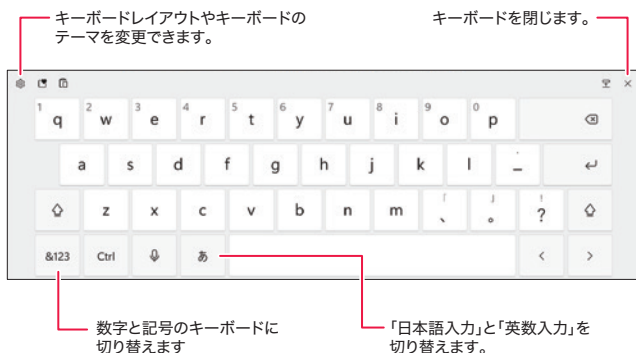 キーボードレイアウトやキーボードの
テーマを変更できます。
キーボードを閉じます。
1 q 2 w 3 e 4 r 5 t 6 y 7 u 8 i 9 o 0 p
a s d f g h j k l -
z x c v b n m 「 、 」 。 ! ?
&123 Ctrl あ < >
数字と記号のキーボードに
切り替えます
「日本語入力」と「英数入力」を
切り替えます。